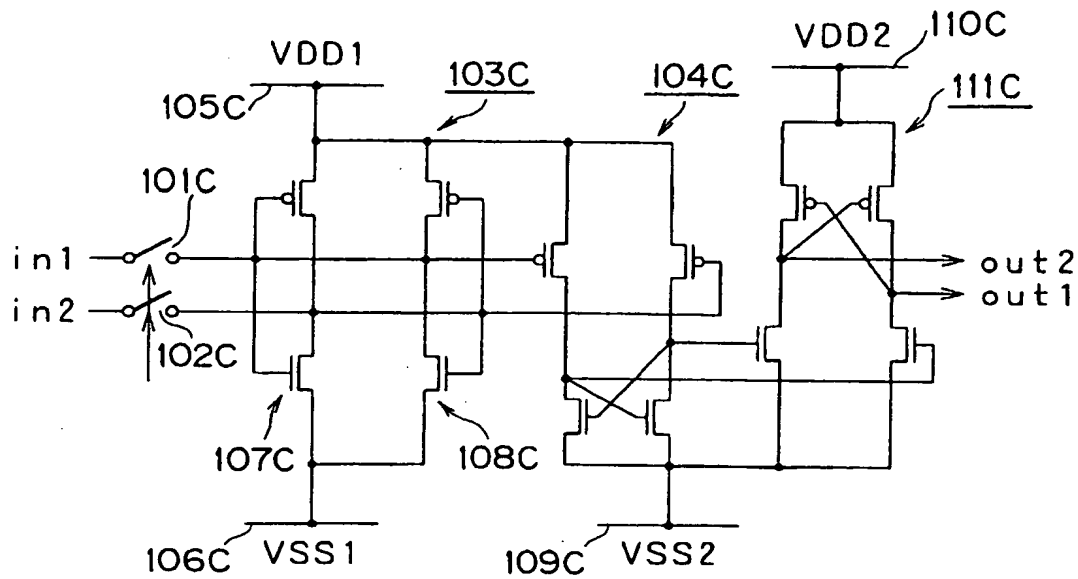 VDD1
105C
103C
104C
VDD2
110C
111C
101C
in1
in2
102C
out2
out1
107C
108C
106C
VSS1
109C
VSS2